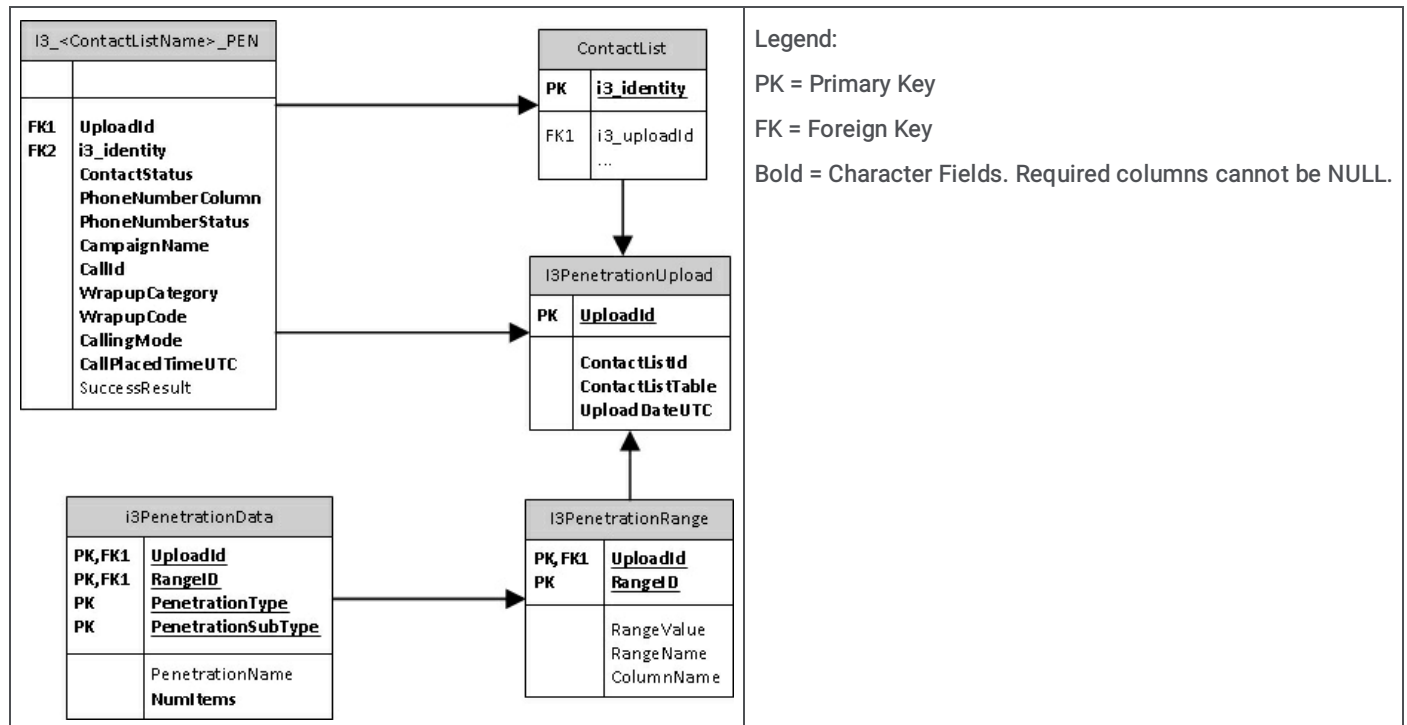 I3_<ContactListName>_PEN
FK1 UploadId
FK2 i3_identity
ContactStatus
PhoneNumberColumn
PhoneNumberStatus
CampaignName
CallId
WrapupCategory
WrapupCode
CallingMode
CallPlacedTimeUTC
SuccessResult
ContactList
PK i3_identity
FK1 i3_uploadId
...
I3PenetrationUpload
PK UploadId
ContactListId
ContactListTable
UploadDateUTC
i3PenetrationData
PK,FK1 UploadId
PK,FK1 RangeID
PK PenetrationType
PK PenetrationSubType
PenetrationName
NumItems
I3PenetrationRange
PK,FK1 UploadId
PK RangeID
RangeValue
RangeName
ColumnName
Legend:
PK = Primary Key
FK = Foreign Key
Bold = Character Fields. Required columns cannot be NULL.